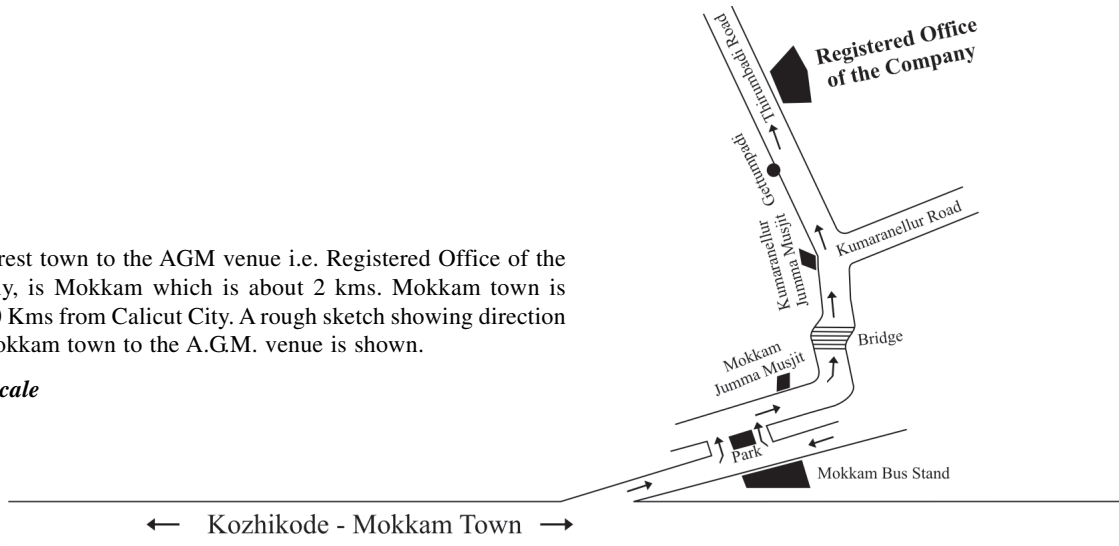 Registered Office
of the Company
Thirumbadi Road
Gettumpadi
Kumaranellur
Jumma Musjit
Kumaranellur Road
rest town to the AGM venue i.e. Registered Office of the
y, is Mokkam which is about 2 kms. Mokkam town is
0 Kms from Calicut City. A rough sketch showing direction
okkam town to the A.G.M. venue is shown.
cale
Bridge
Mokkam
Jumma Musjit
Park
Mokkam Bus Stand
Kozhikode - Mokkam Town